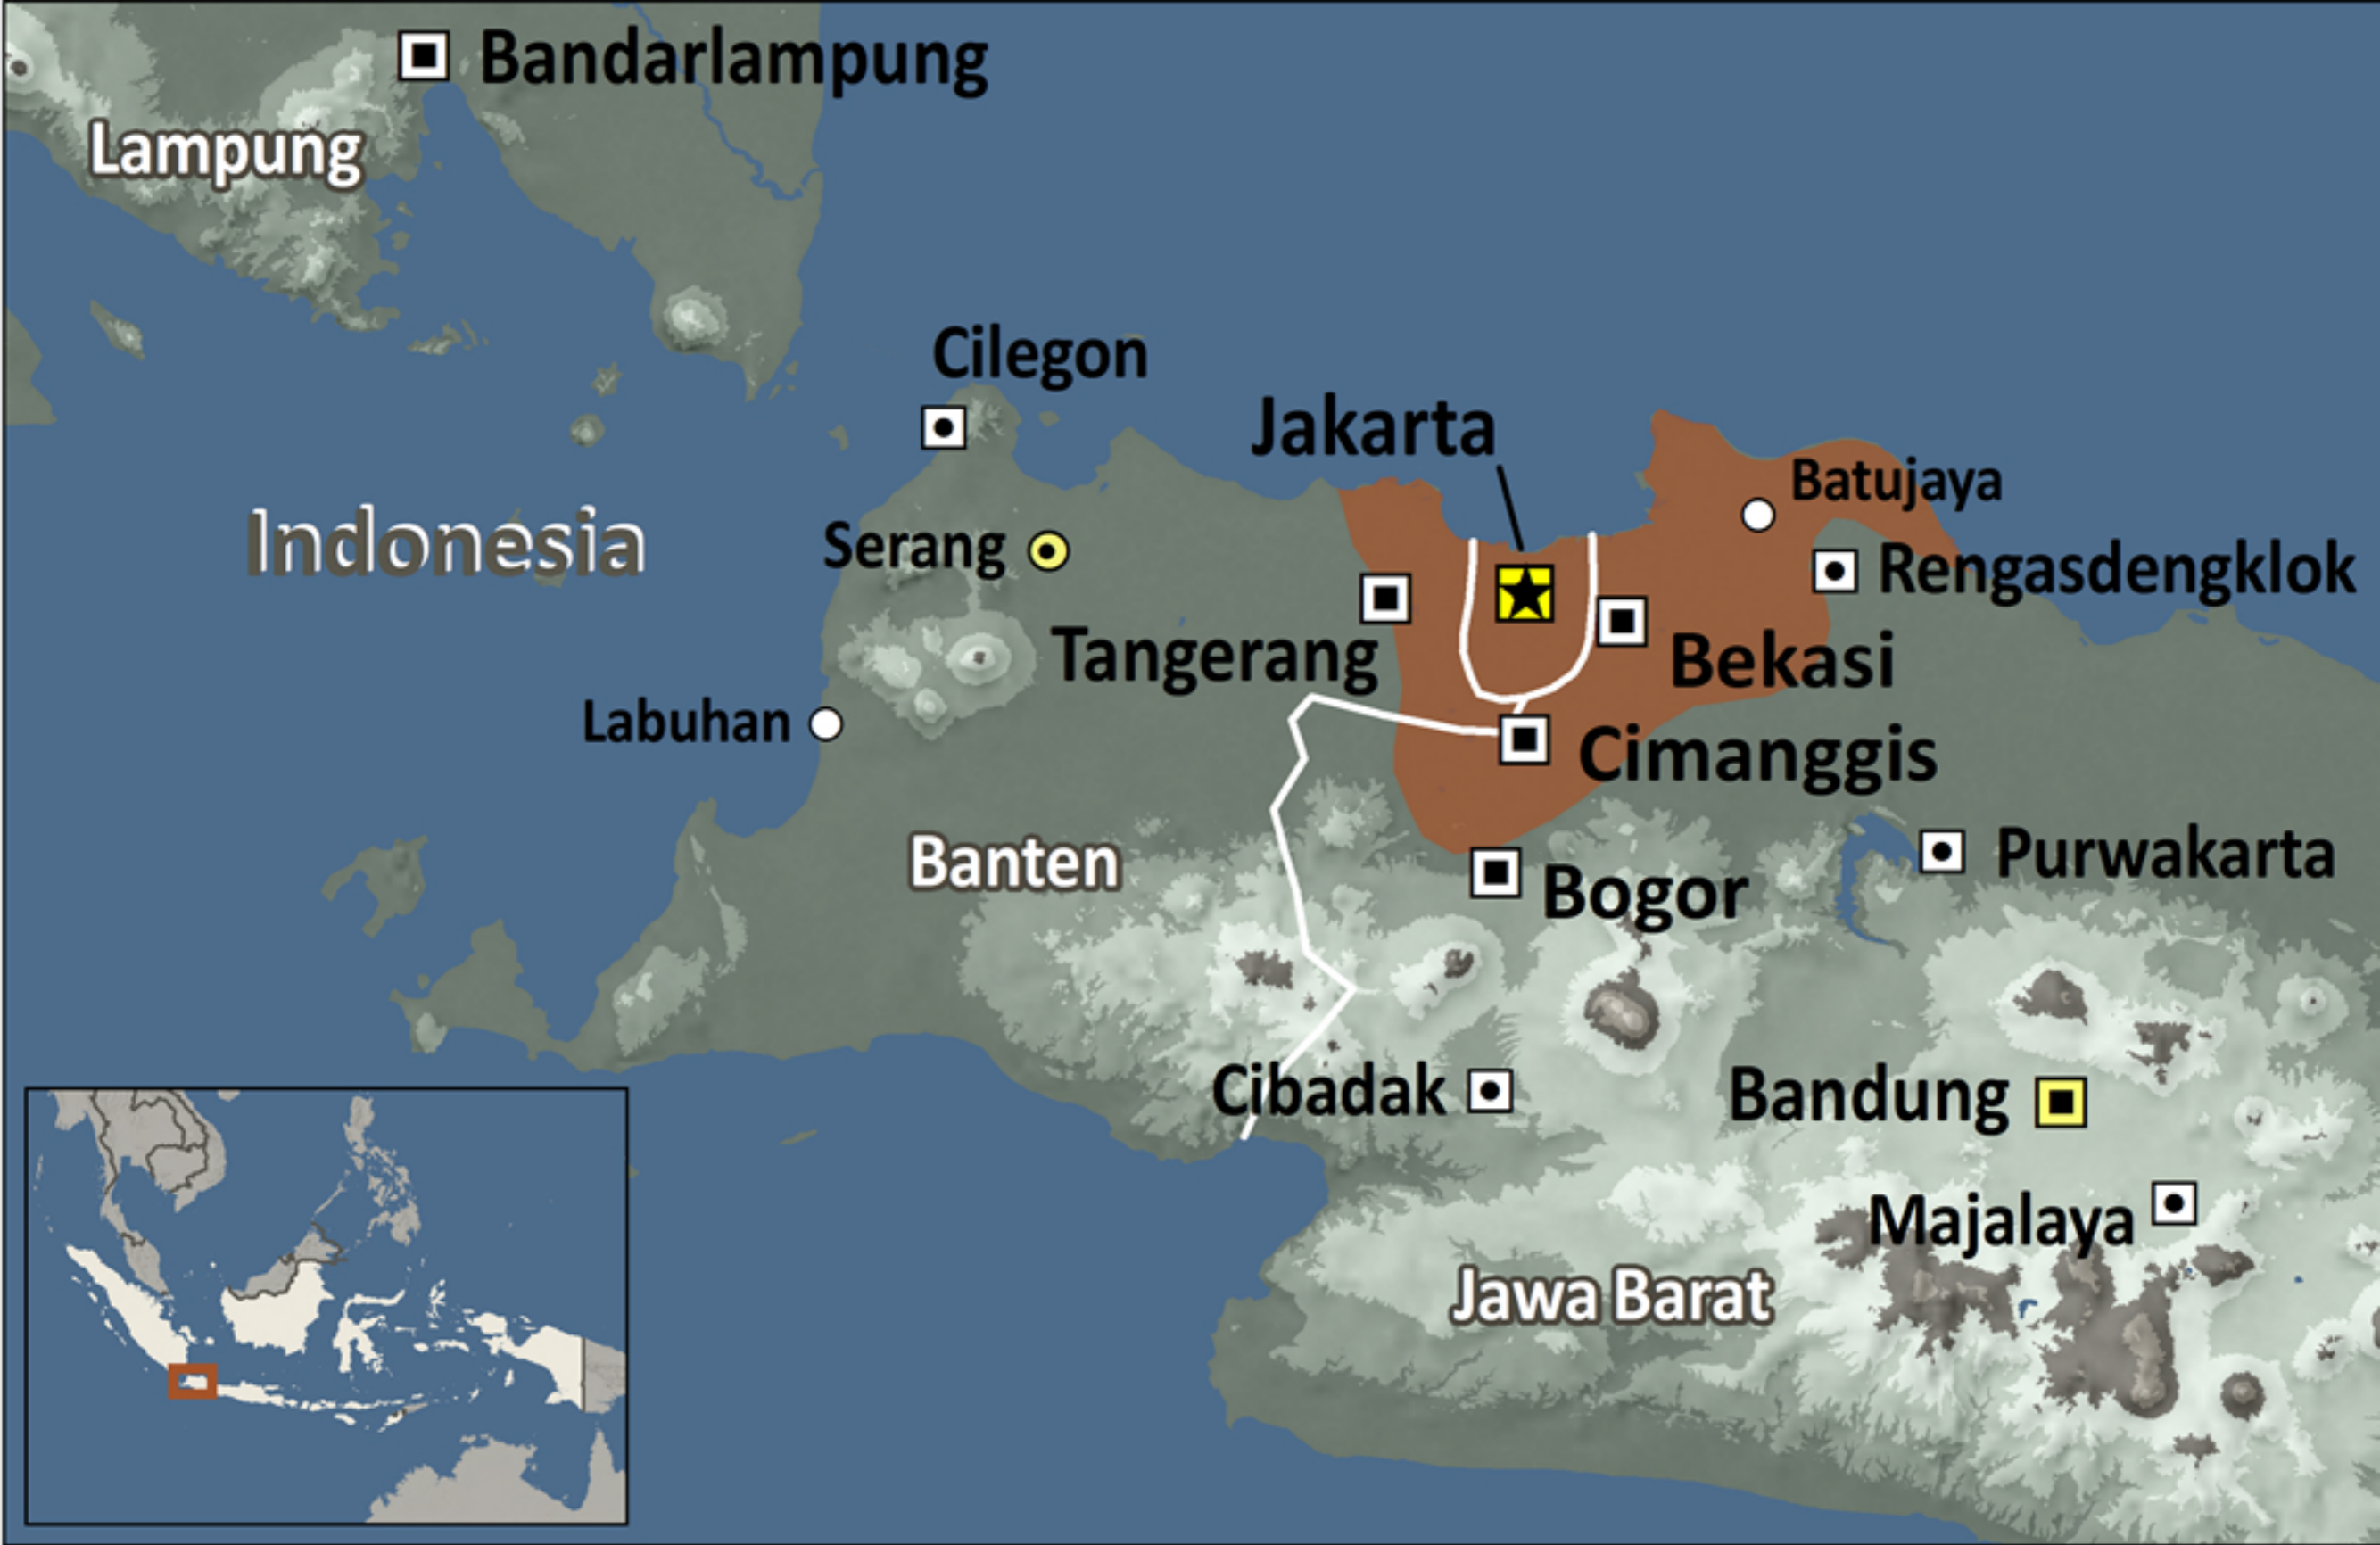 Bandarlampung
Lampung
Cilegon
Jakarta
Batujaya
Indonesia
Serang
Rengasdengklok
Tangerang
Bekasi
Labuhan
Cimanggis
Banten
Purwakarta
Bogor
Cibadak
Bandung
Majalaya
Jawa Barat